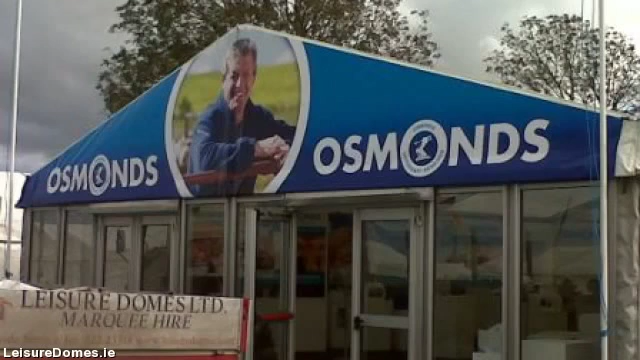 OSMONDS
OSMONDS
LEISURE DOMES LTD.
MARQUEE HIRE
LeisureDomes.ie